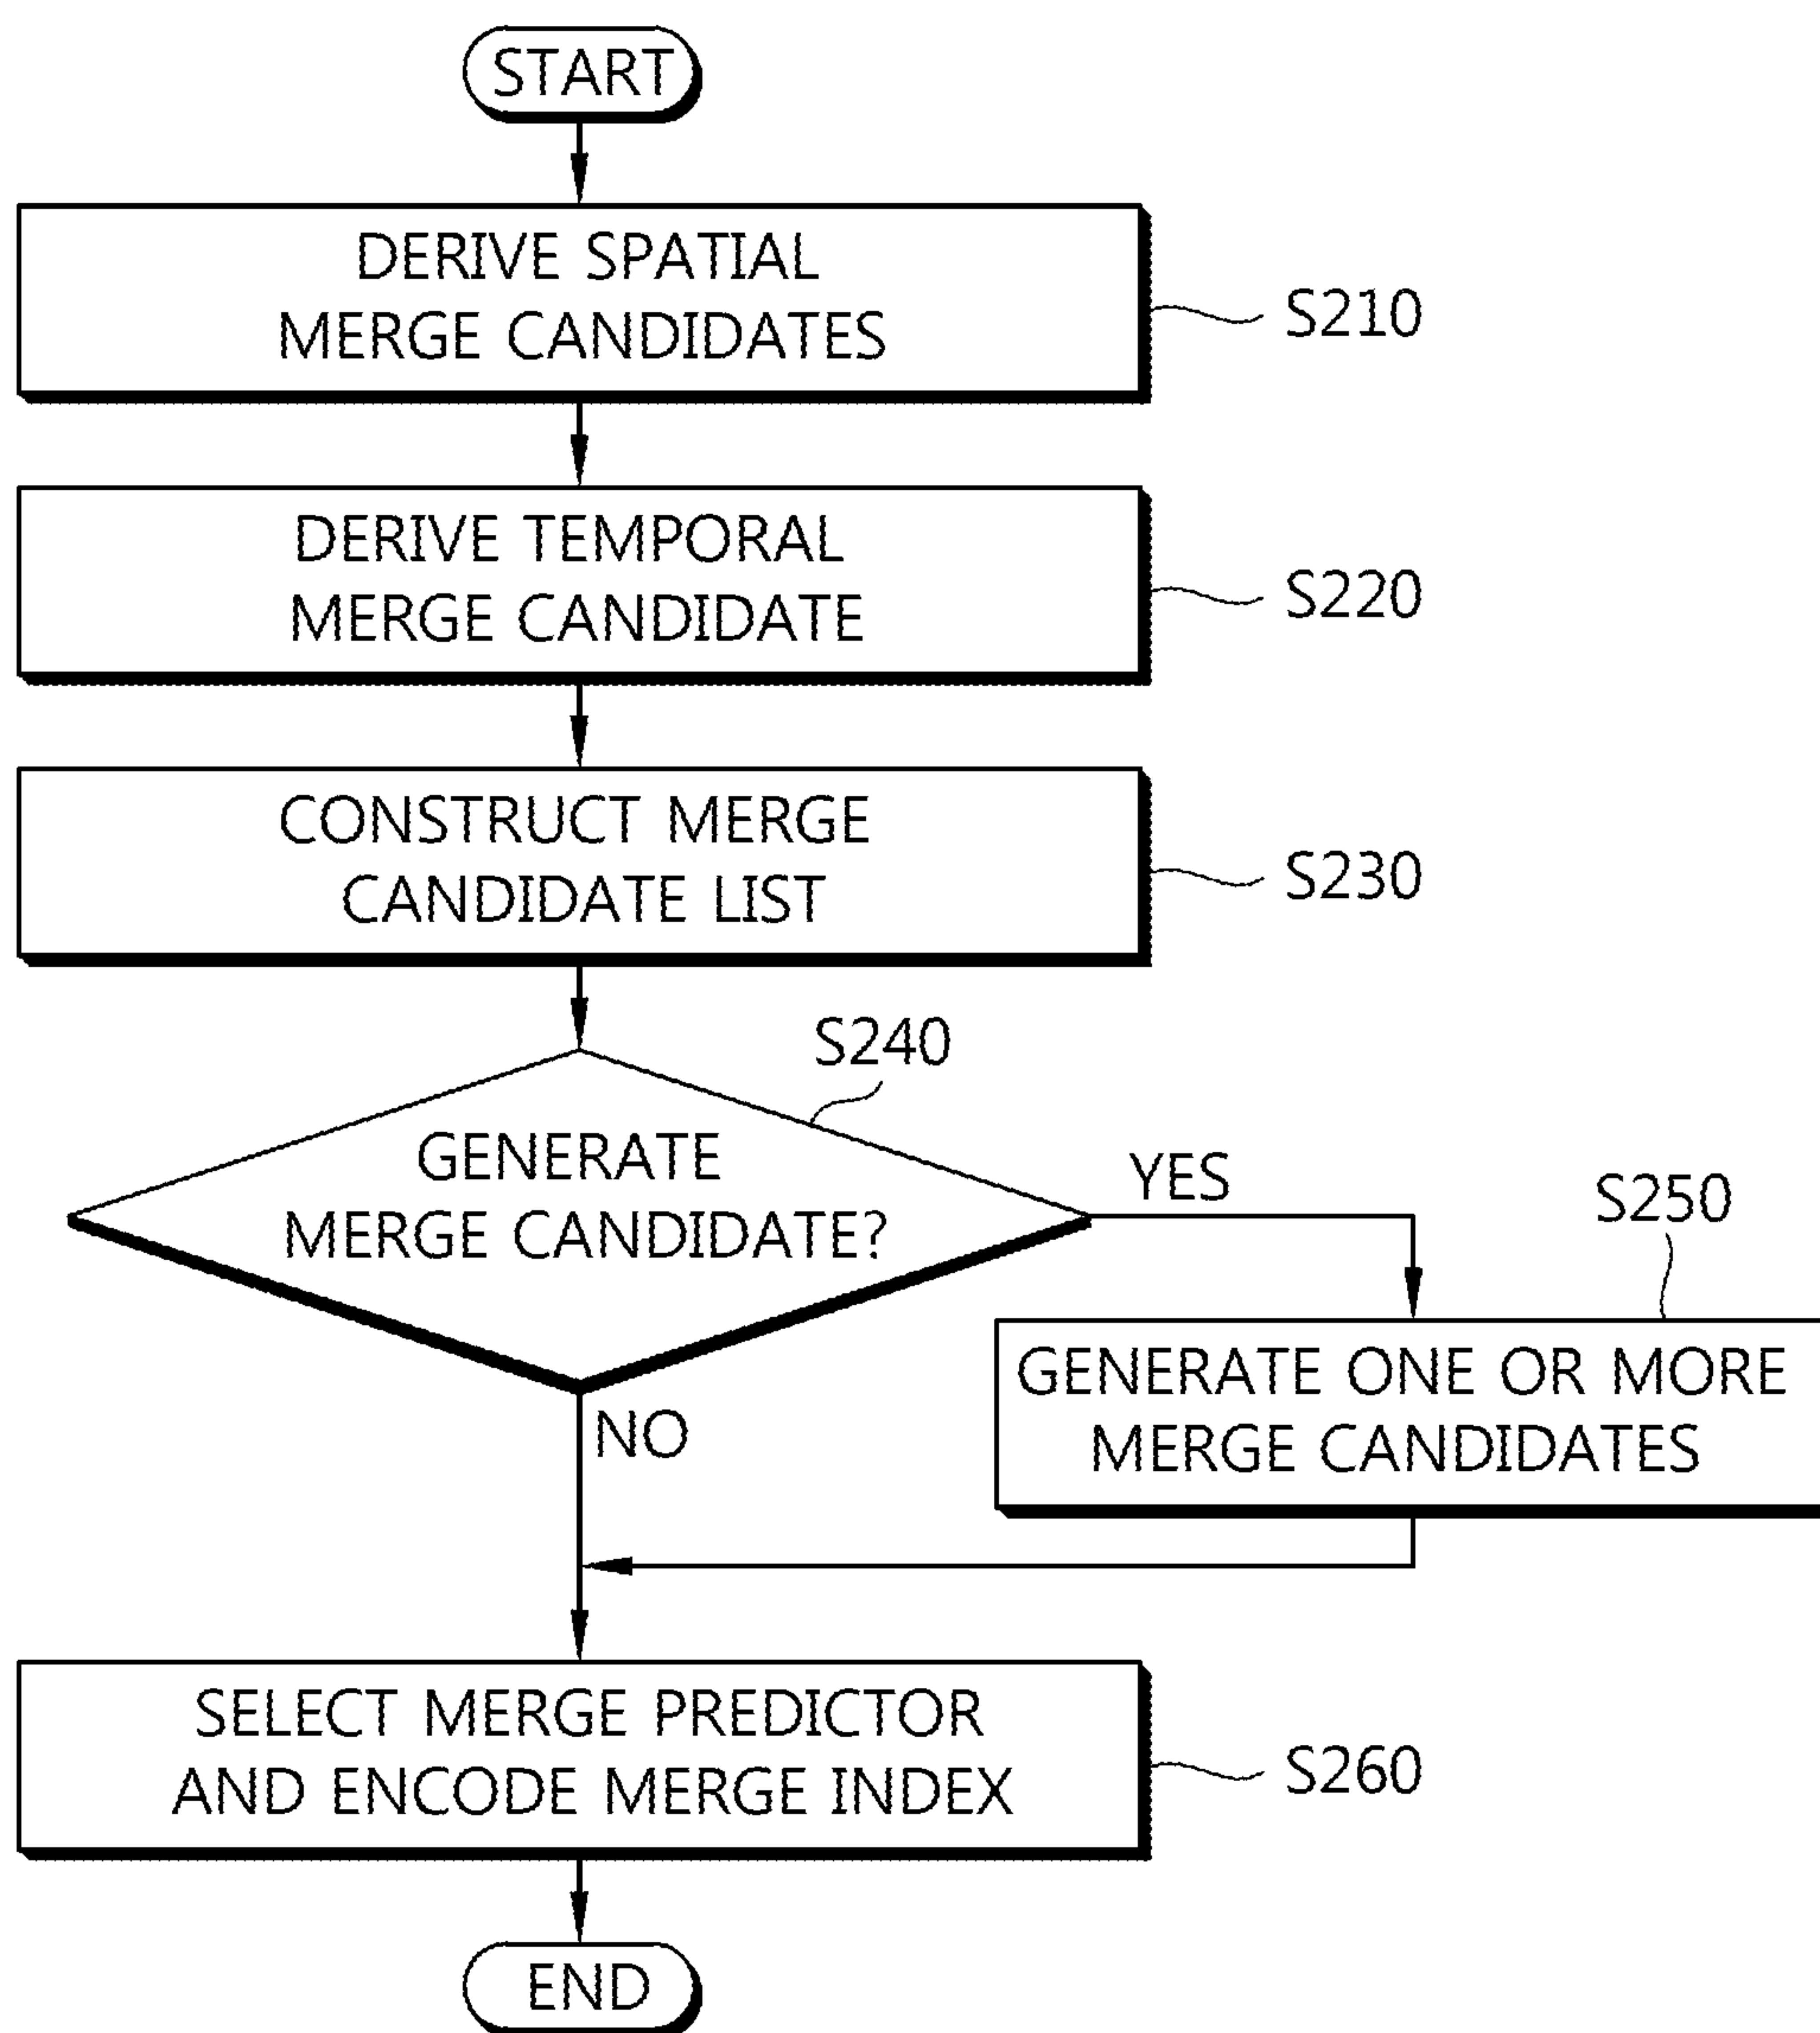 START
DERIVE SPATIAL
MERGE CANDIDATES
S210
DERIVE TEMPORAL
MERGE CANDIDATE
S220
CONSTRUCT MERGE
CANDIDATE LIST
S230
S240
GENERATE
MERGE CANDIDATE?
YES
S250
GENERATE ONE OR MORE
MERGE CANDIDATES
NO
SELECT MERGE PREDICTOR
AND ENCODE MERGE INDEX
S260
END